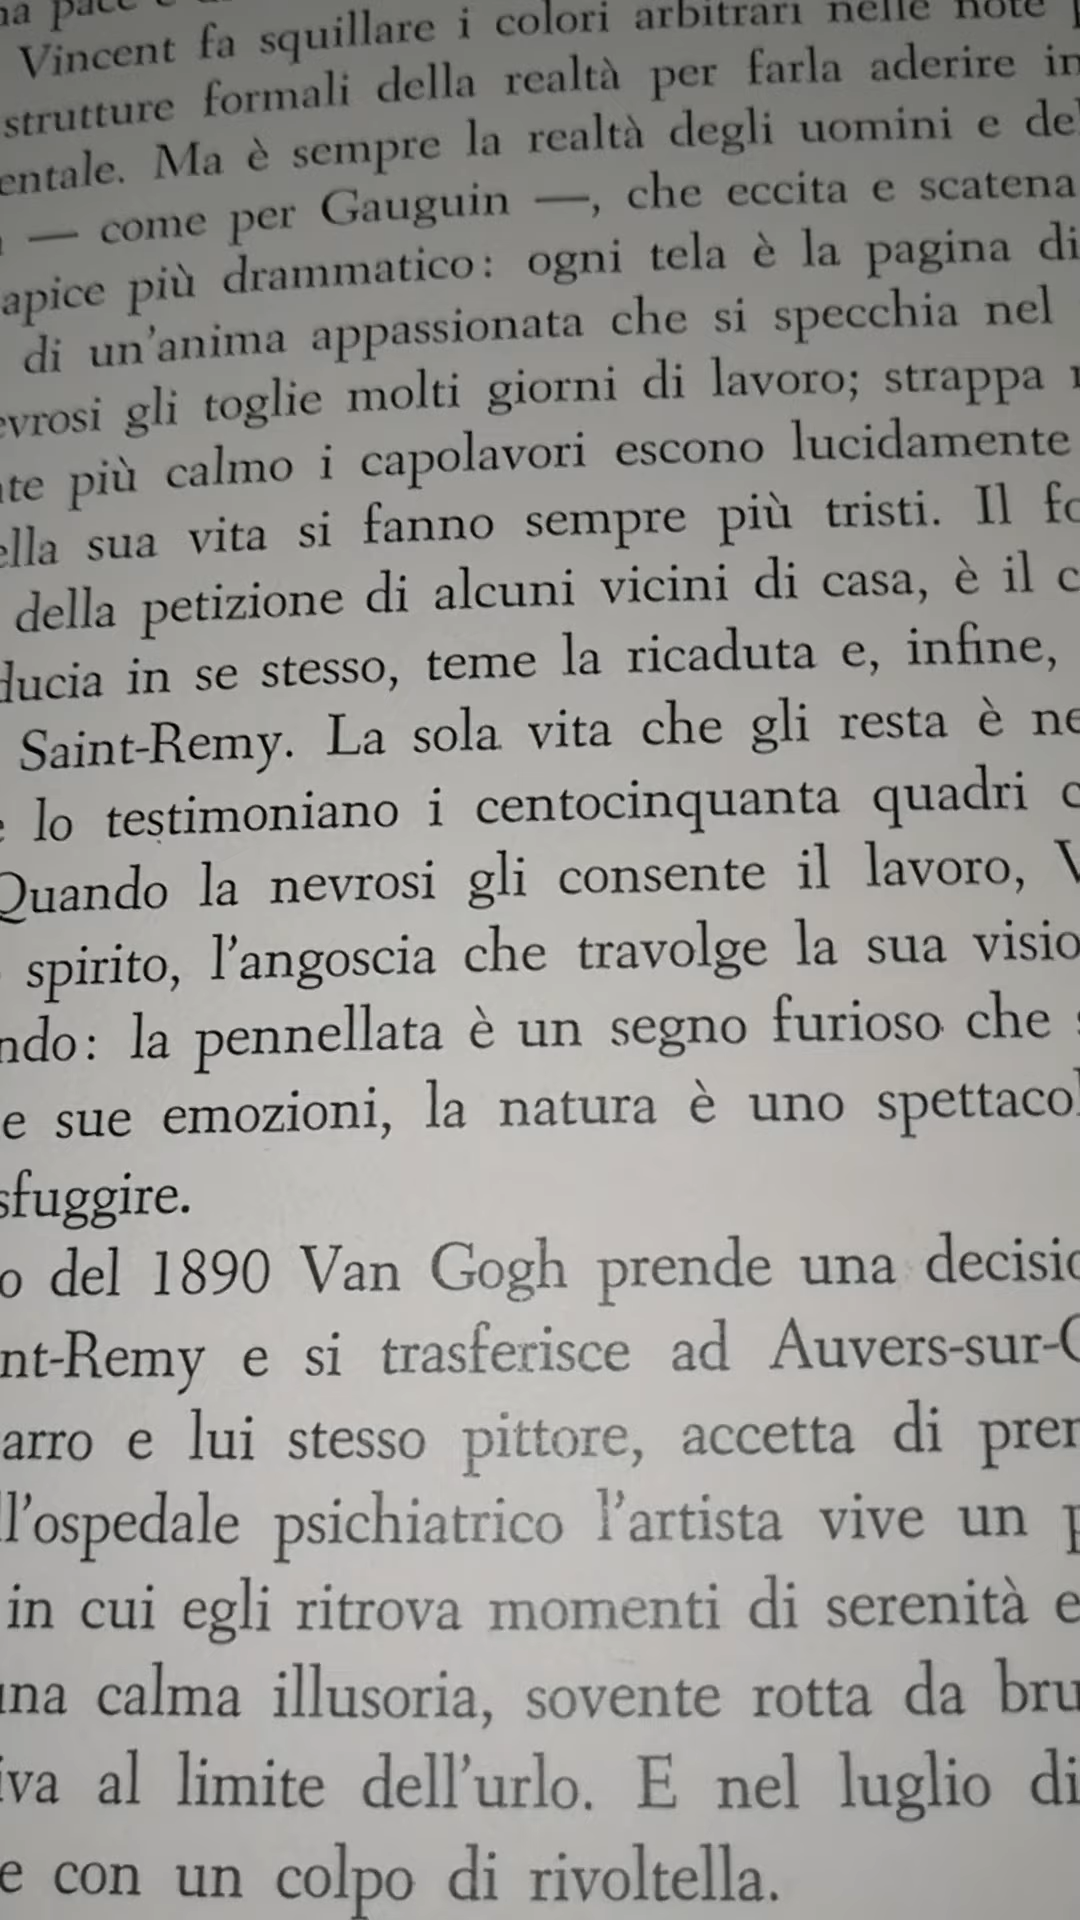 Vincent fa squillare i colori arbitrari nelle note
strutture formali della realtà per farla aderire in
entale. Ma è sempre la realtà degli uomini e del
— come per Gauguin —, che eccita e scatena
apice più drammatico: ogni tela è la pagina di
di un'anima appassionata che si specchia nel
evrosi gli toglie molti giorni di lavoro; strappa
te più calmo i capolavori escono lucidamente
ella sua vita si fanno sempre più tristi. Il fo
della petizione di alcuni vicini di casa, è il c
ducia in se stesso, teme la ricaduta e, infine,
Saint-Remy. La sola vita che gli resta è ne
lo testimoniano i centocinquanta quadri c
Quando la nevrosi gli consente il lavoro, V
spirito, l'angoscia che travolge la sua visio
ndo: la pennellata è un segno furioso che s
e sue emozioni, la natura è uno spettacol
sfuggire.
o del 1890 Van Gogh prende una decisio
nt-Remy e si trasferisce ad Auvers-sur-O
arro e lui stesso pittore, accetta di pren
ll'ospedale psichiatrico l'artista vive un p
in cui egli ritrova momenti di serenità e
una calma illusoria, sovente rotta da bru
iva al limite dell'urlo. E nel luglio di
e con un colpo di rivoltella.